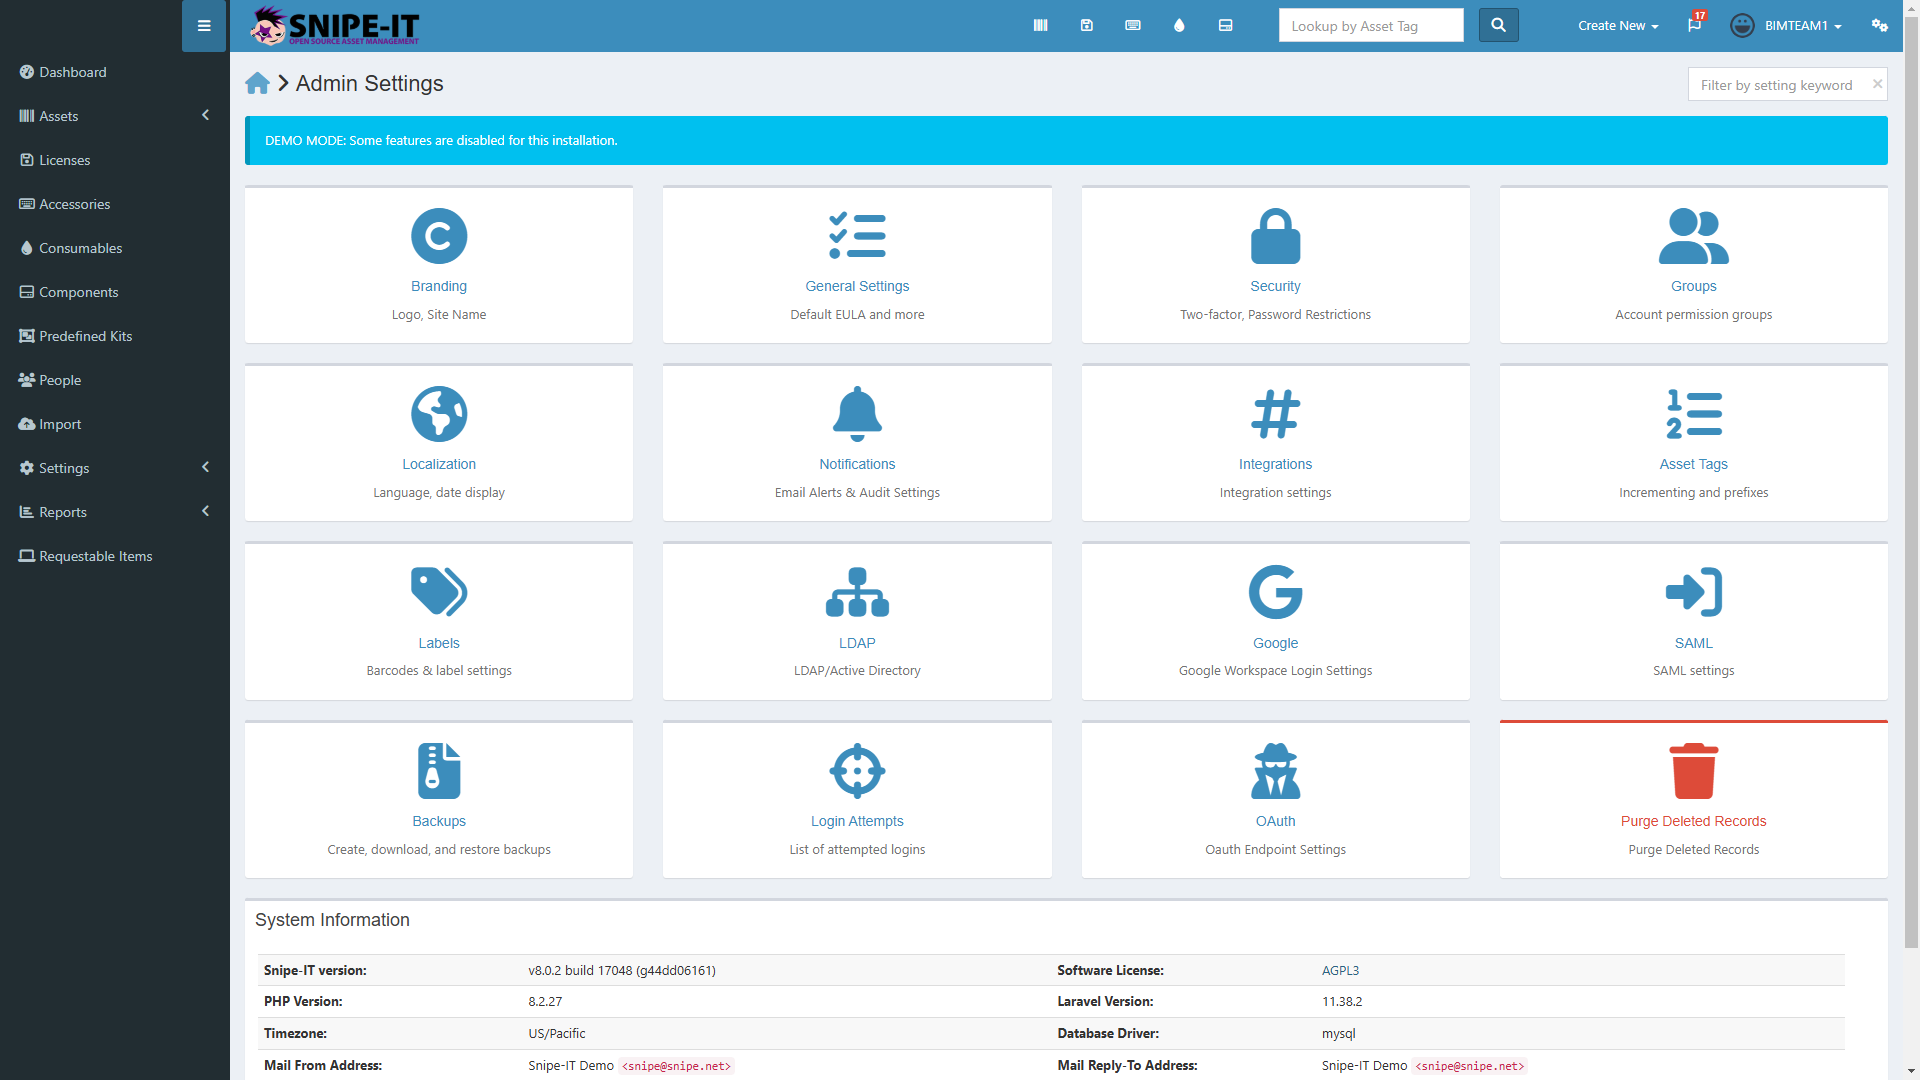 SNIPE-IT
OPEN SOURCE ASSET MANAGEMENT
Lookup by Asset Tag
Create New
17
BIMTEAM1
Dashboard
Assets
Licenses
Accessories
Consumables
Components
Predefined Kits
People
Import
Settings
Reports
Requestable Items
Admin Settings
Filter by setting keyword
DEMO MODE: Some features are disabled for this installation.
Branding
Logo, Site Name
General Settings
Default EULA and more
Security
Two-factor, Password Restrictions
Groups
Account permission groups
Localization
Language, date display
Notifications
Email Alerts & Audit Settings
Integrations
Integration settings
Asset Tags
Incrementing and prefixes
Labels
Barcodes & label settings
LDAP
LDAP/Active Directory
Google
Google Workspace Login Settings
SAML
SAML settings
Backups
Create, download, and restore backups
Login Attempts
List of attempted logins
OAuth
Oauth Endpoint Settings
Purge Deleted Records
Purge Deleted Records
System Information
Snipe-IT version: v8.0.2 build 17048 (g44dd06161) Software License: AGPL3
PHP Version: 8.2.27 Laravel Version: 11.38.2
Timezone: US/Pacific Database Driver: mysql
Mail From Address: Snipe-IT Demo <snipe@snipe.net> Mail Reply-To Address: Snipe-IT Demo <snipe@snipe.net>